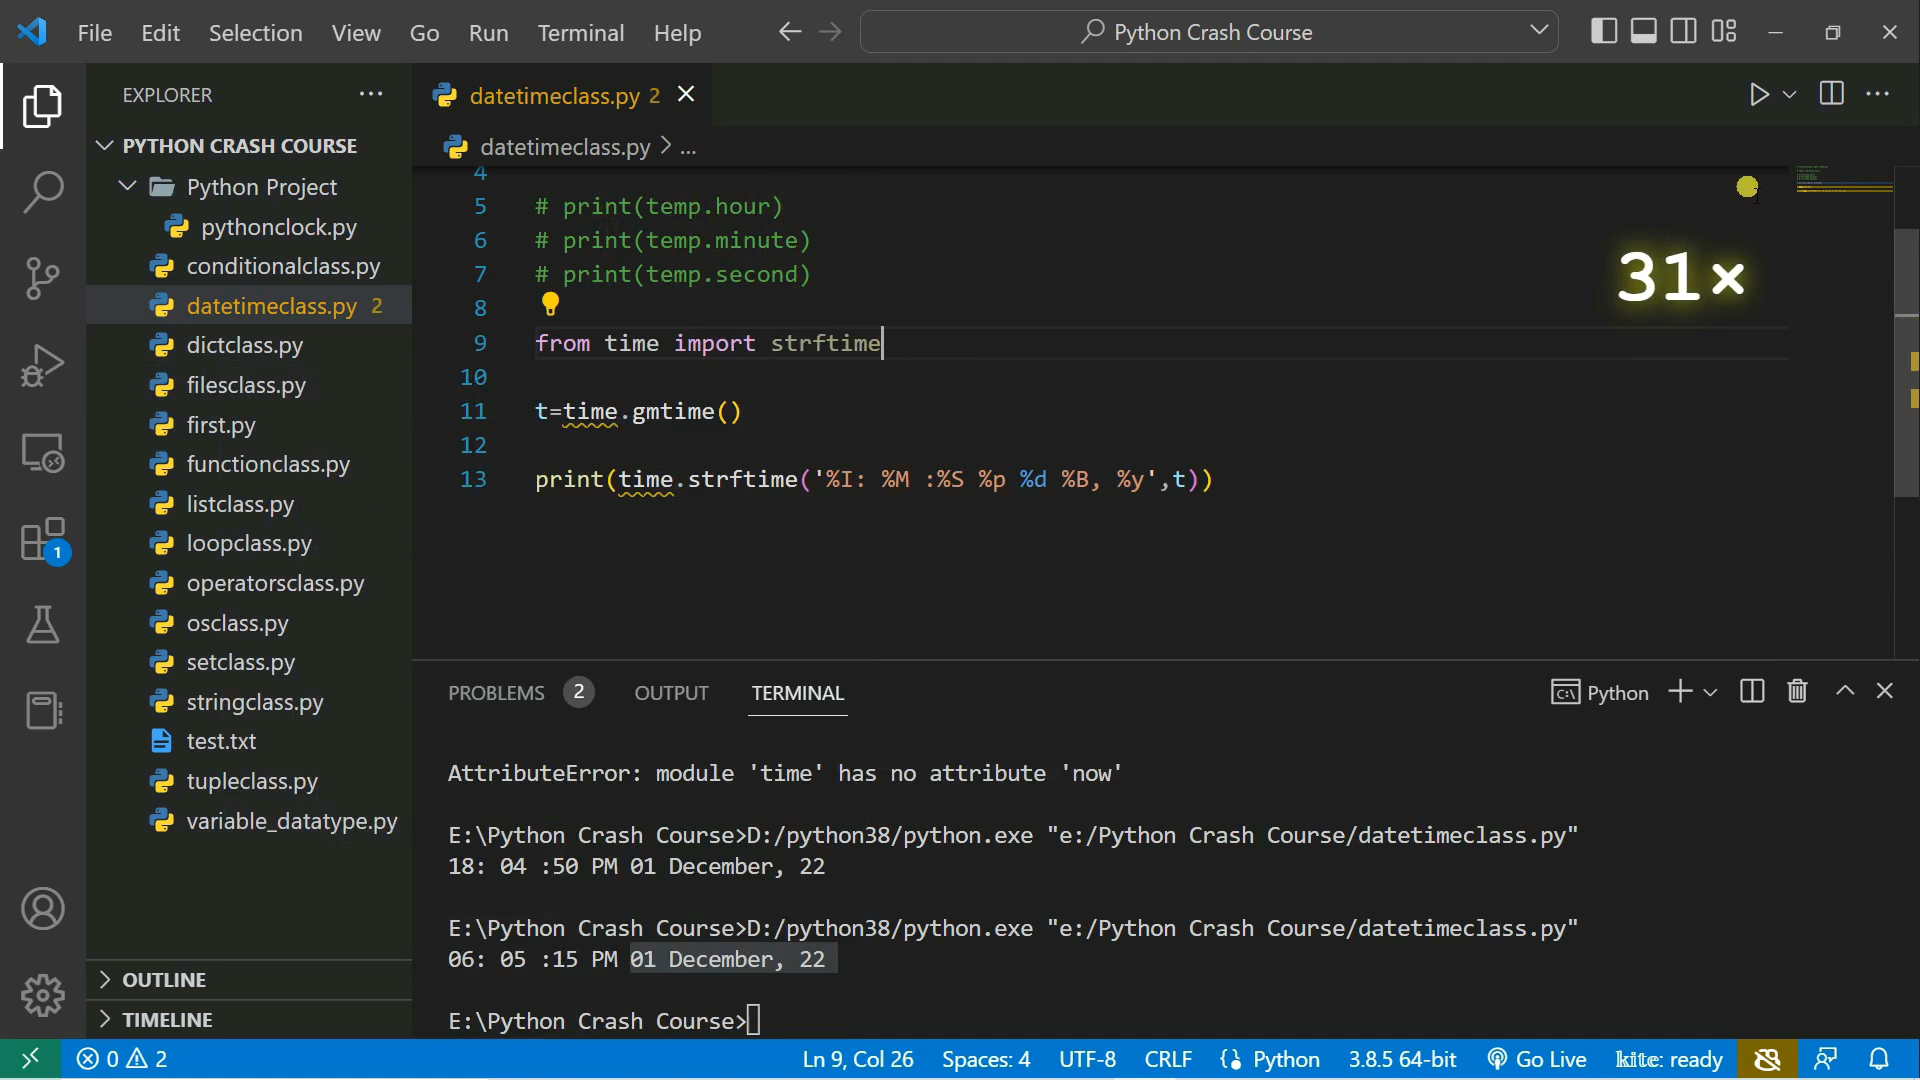 File Edit Selection View Go Run Terminal Help
Python Crash Course
EXPLORER
datetimeclass.py 2
PYTHON CRASH COURSE
Python Project
pythonclock.py
conditionalclass.py
datetimeclass.py 2
dictclass.py
filesclass.py
first.py
functionclass.py
listclass.py
loopclass.py
operatorsclass.py
osclass.py
setclass.py
stringclass.py
test.txt
tupleclass.py
variable_datatype.py
OUTLINE
TIMELINE
1
datetimeclass.py > ...
4
5 # print(temp.hour)
6 # print(temp.minute)
7 # print(temp.second)
8
9 from time import strftime
10
11 t=time.gmtime()
12
13 print(time.strftime('%I: %M :%S %p %d %B, %y',t))
31×
PROBLEMS 2 OUTPUT TERMINAL
Python
AttributeError: module 'time' has no attribute 'now'
E:\Python Crash Course>D:/python38/python.exe "e:/Python Crash Course/datetimeclass.py"
18: 04 :50 PM 01 December, 22
E:\Python Crash Course>D:/python38/python.exe "e:/Python Crash Course/datetimeclass.py"
06: 05 :15 PM 01 December, 22
E:\Python Crash Course>
0 2 Ln 9, Col 26 Spaces: 4 UTF-8 CRLF Python 3.8.5 64-bit Go Live kite: ready